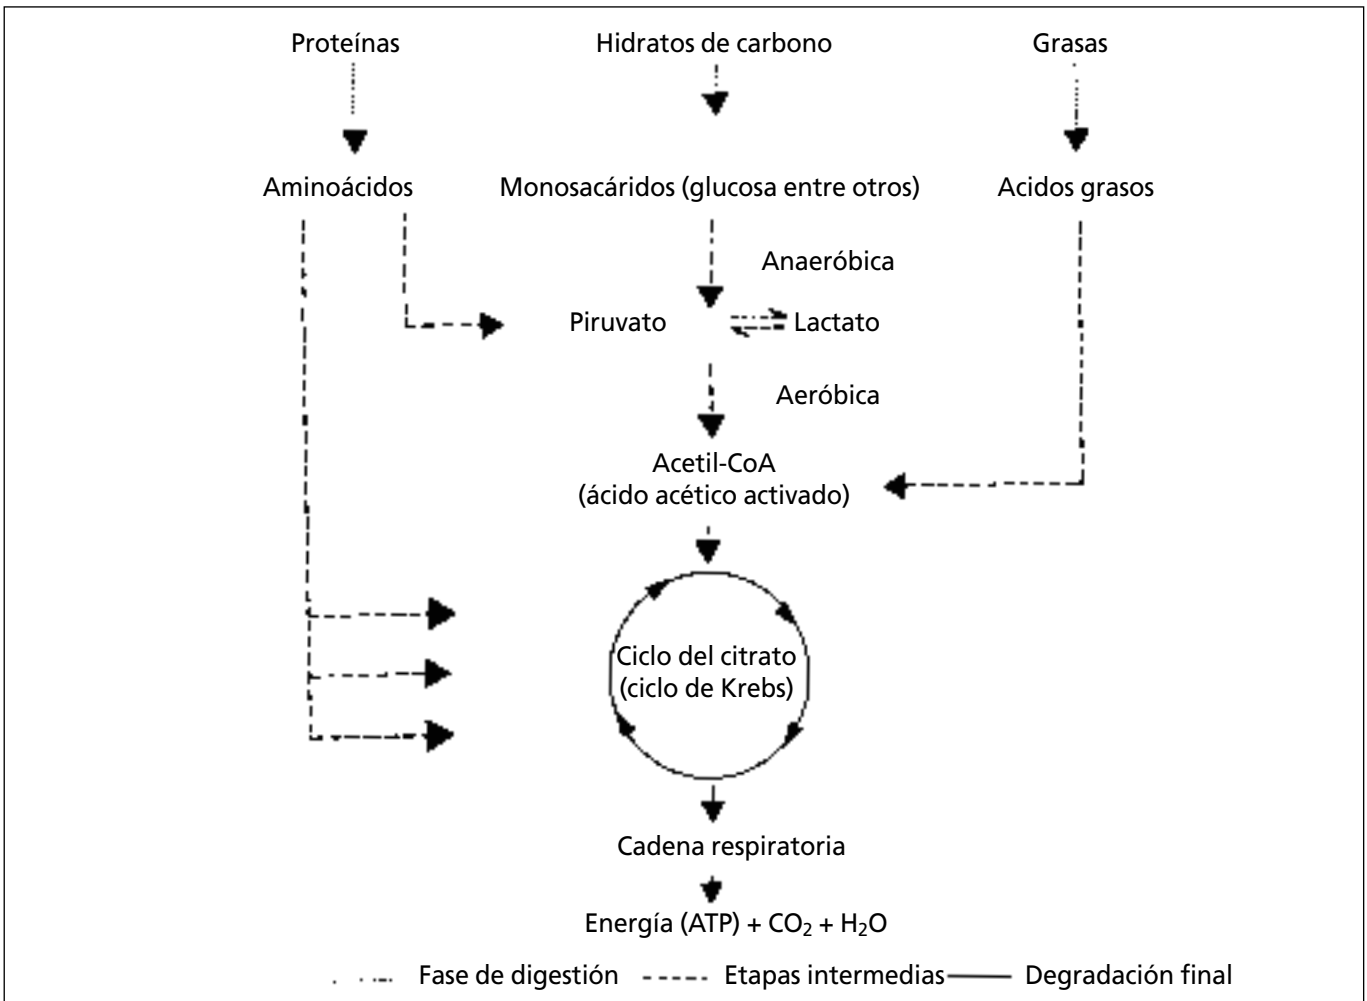 Proteínas Hidratos de carbono Grasas
Aminoácidos Monosacáridos (glucosa entre otros) Acidos grasos
Anaeróbica
Piruvato Lactato
Aeróbica
Acetil-CoA
(ácido acético activado)
Ciclo del citrato
(ciclo de Krebs)
Cadena respiratoria
Energía (ATP) + CO₂ + H₂O
Fase de digestión Etapas intermedias Degradación final